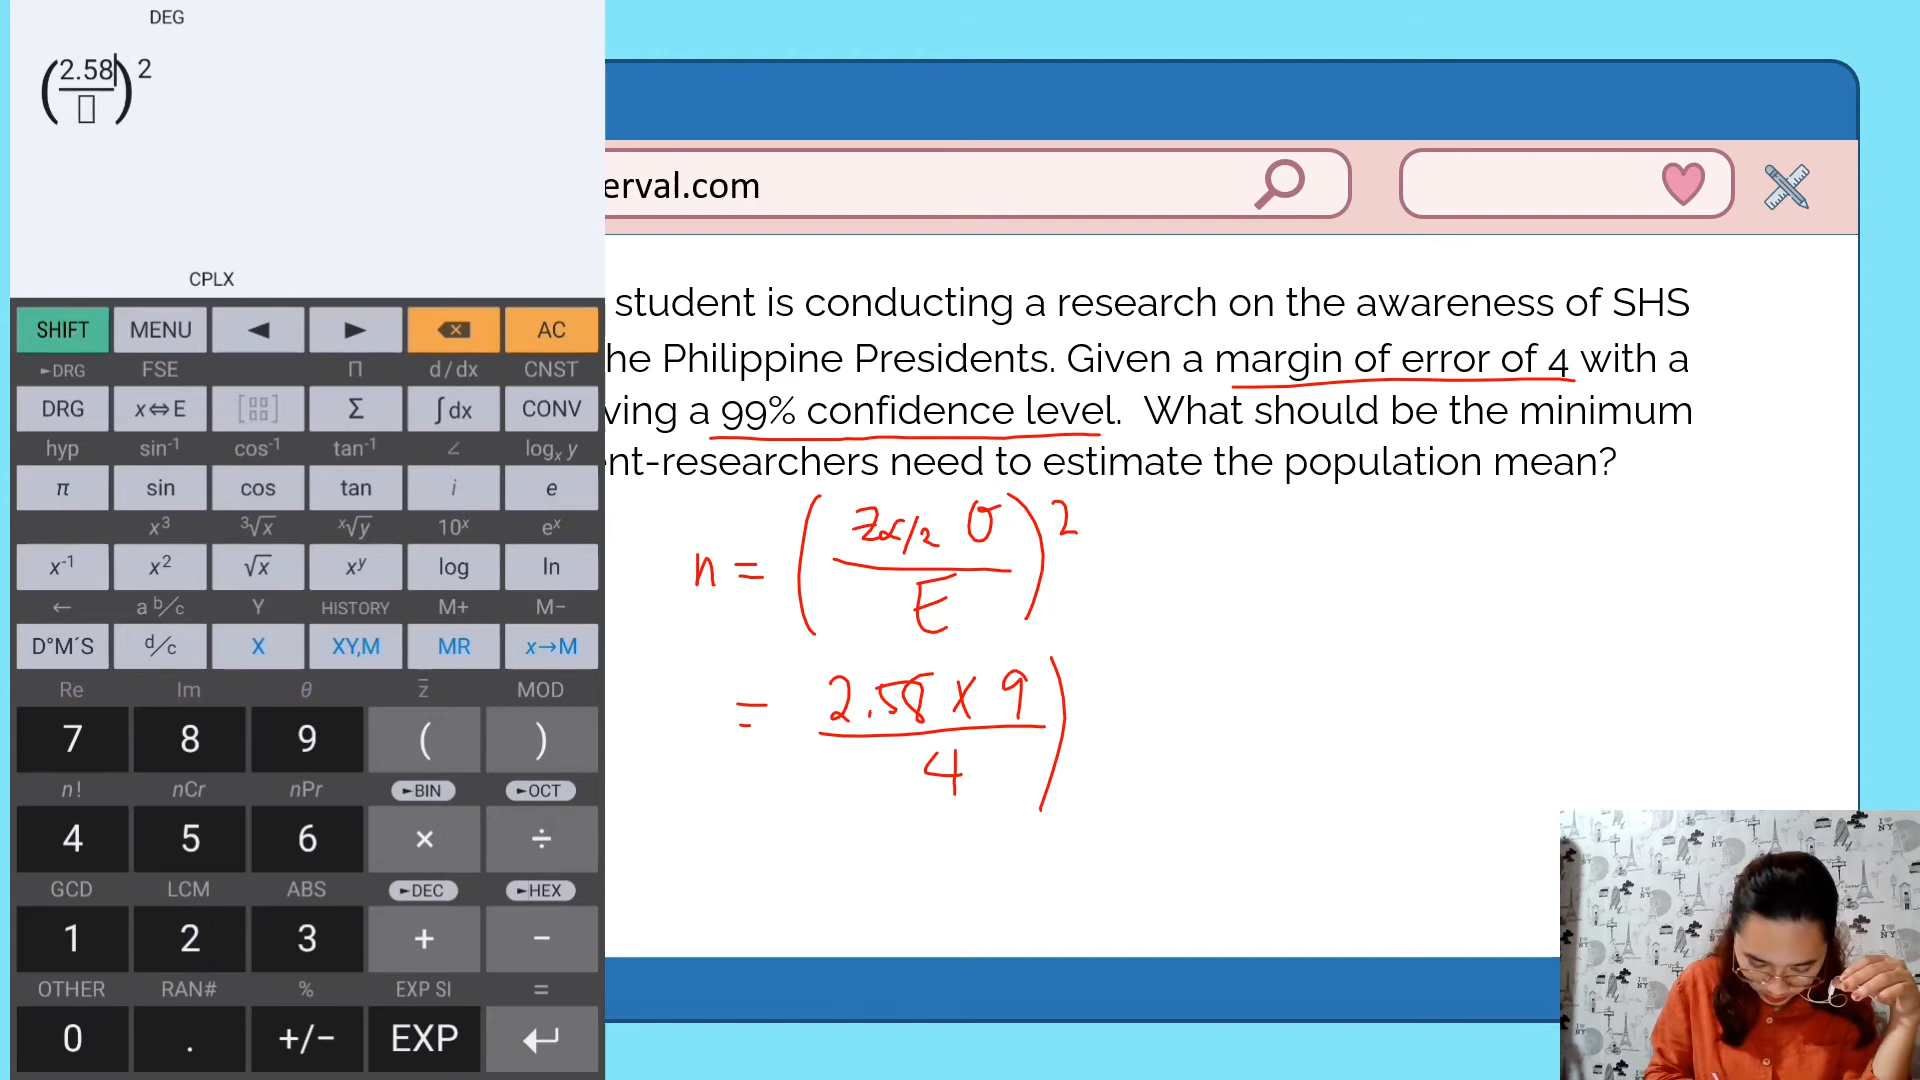 DEG
(2.58/▯)2
CPLX
SHIFT MENU ◄ ► AC
►DRG FSE Π d/dx CNST
DRG x⇔E Σ ∫dx CONV
hyp sin-1 cos-1 tan-1 ∠ logx y
π sin cos tan i e
x3 3√x x√y 10x ex
x-1 x2 √x xy log ln
← a b/c Y HISTORY M+ M−
D°M´S d/c X XY,M MR x→M
Re Im θ z̅ MOD
7 8 9 ( )
n! nCr nPr ►BIN ►OCT
4 5 6 × ÷
GCD LCM ABS ►DEC ►HEX
1 2 3 + −
OTHER RAN# % EXP SI =
0 . +/− EXP
erval.com
student is conducting a research on the awareness of SHS
he Philippine Presidents. Given a margin of error of 4 with a
ving a 99% confidence level. What should be the minimum
nt-researchers need to estimate the population mean?
n = (Zα/2 σ / E)2
= 2.58 x 9 / 4)